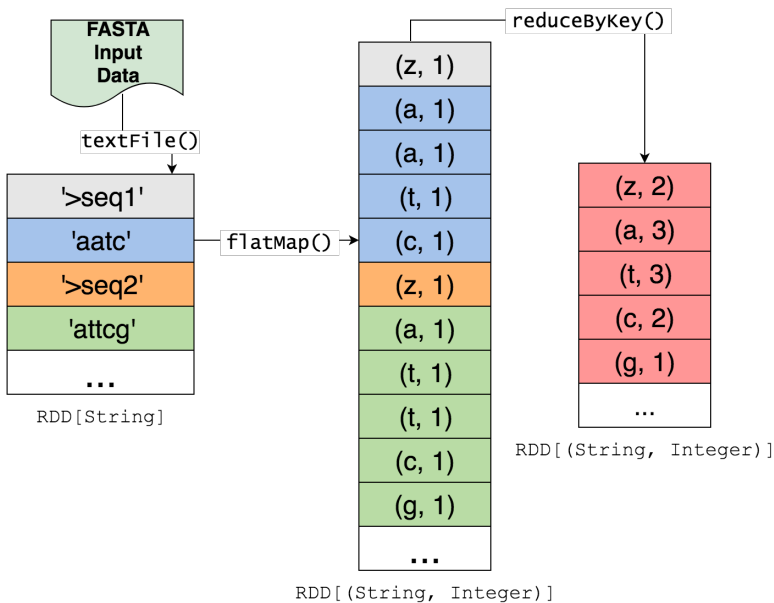 FASTA
Input
Data
textFile()
'>seq1'
'aatc'
'>seq2'
'attcg'
...
RDD[String]
flatMap()
(z, 1)
(a, 1)
(a, 1)
(t, 1)
(c, 1)
(z, 1)
(a, 1)
(t, 1)
(t, 1)
(c, 1)
(g, 1)
...
RDD[(String, Integer)]
reduceByKey()
(z, 2)
(a, 3)
(t, 3)
(c, 2)
(g, 1)
...
RDD[(String, Integer)]